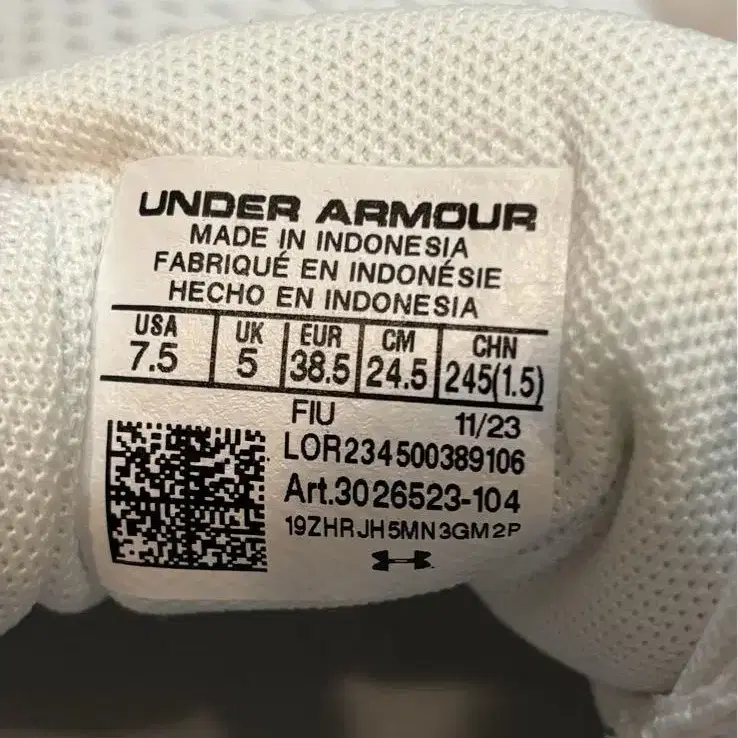 UNDER ARMOUR
MADE IN INDONESIA
FABRIQUÉ EN INDONÉSIE
HECHO EN INDONESIA
USA UK EUR CM CHN
7.5 5 38.5 24.5 245(1.5)
FIU 11/23
LOR234500389106
Art.3026523-104
19ZHRJH5MN3GM2P